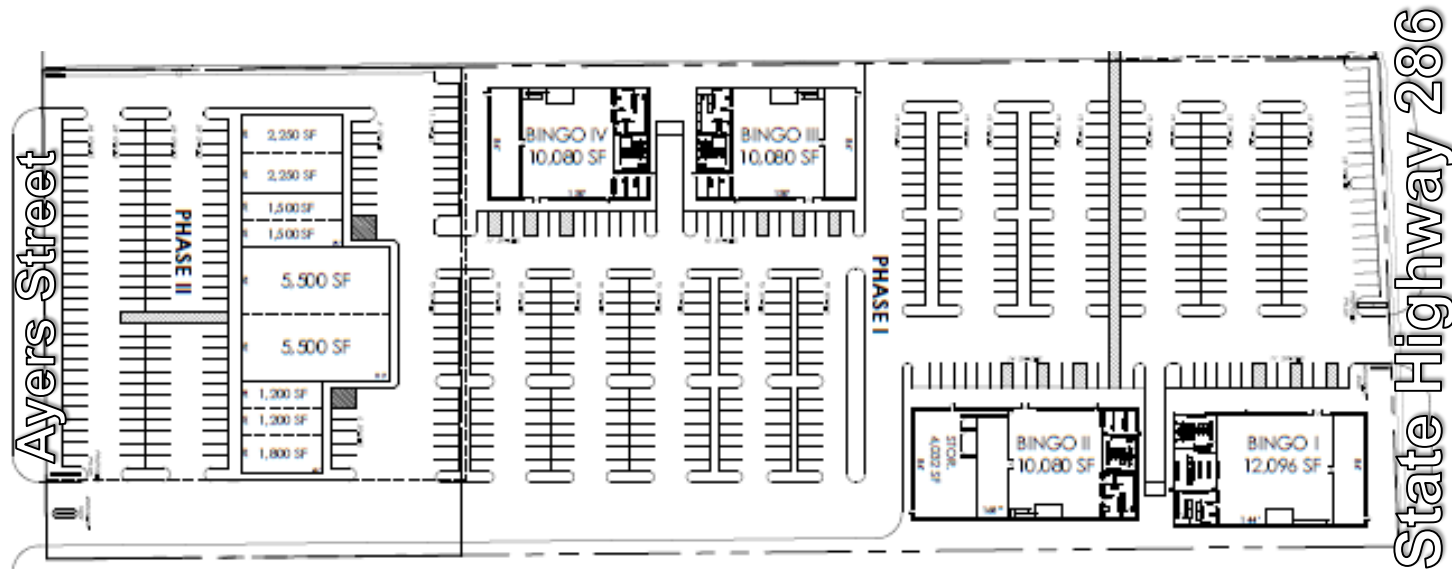 Ayers Street
PHASE II
2,250 SF
2,250 SF
1,500 SF
1,500 SF
5,500 SF
5,500 SF
1,200 SF
1,200 SF
1,800 SF
BINGO IV
10,080 SF
BINGO III
10,080 SF
PHASE I
STOR.
4,032 SF
BINGO II
10,080 SF
BINGO I
12,096 SF
State Highway 286